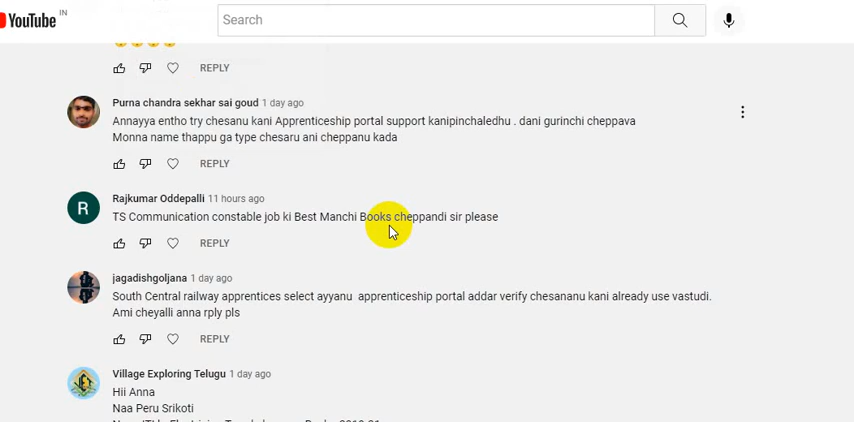 YouTube IN
Search
REPLY
Purna chandra sekhar sai goud 1 day ago
Annayya entho try chesanu kani Apprenticeship portal support kanipinchaledhu . dani gurinchi cheppava
Monna name thappu ga type chesaru ani cheppanu kada
REPLY
R
Rajkumar Oddepalli 11 hours ago
TS Communication constable job ki Best Manchi Books cheppandi sir please
REPLY
jagadishgoljana 1 day ago
South Central railway apprentices select ayyanu apprenticeship portal addar verify chesananu kani already use vastudi.
Ami cheyalli anna rply pls
REPLY
Village Exploring Telugu 1 day ago
Hii Anna
Naa Peru Srikoti